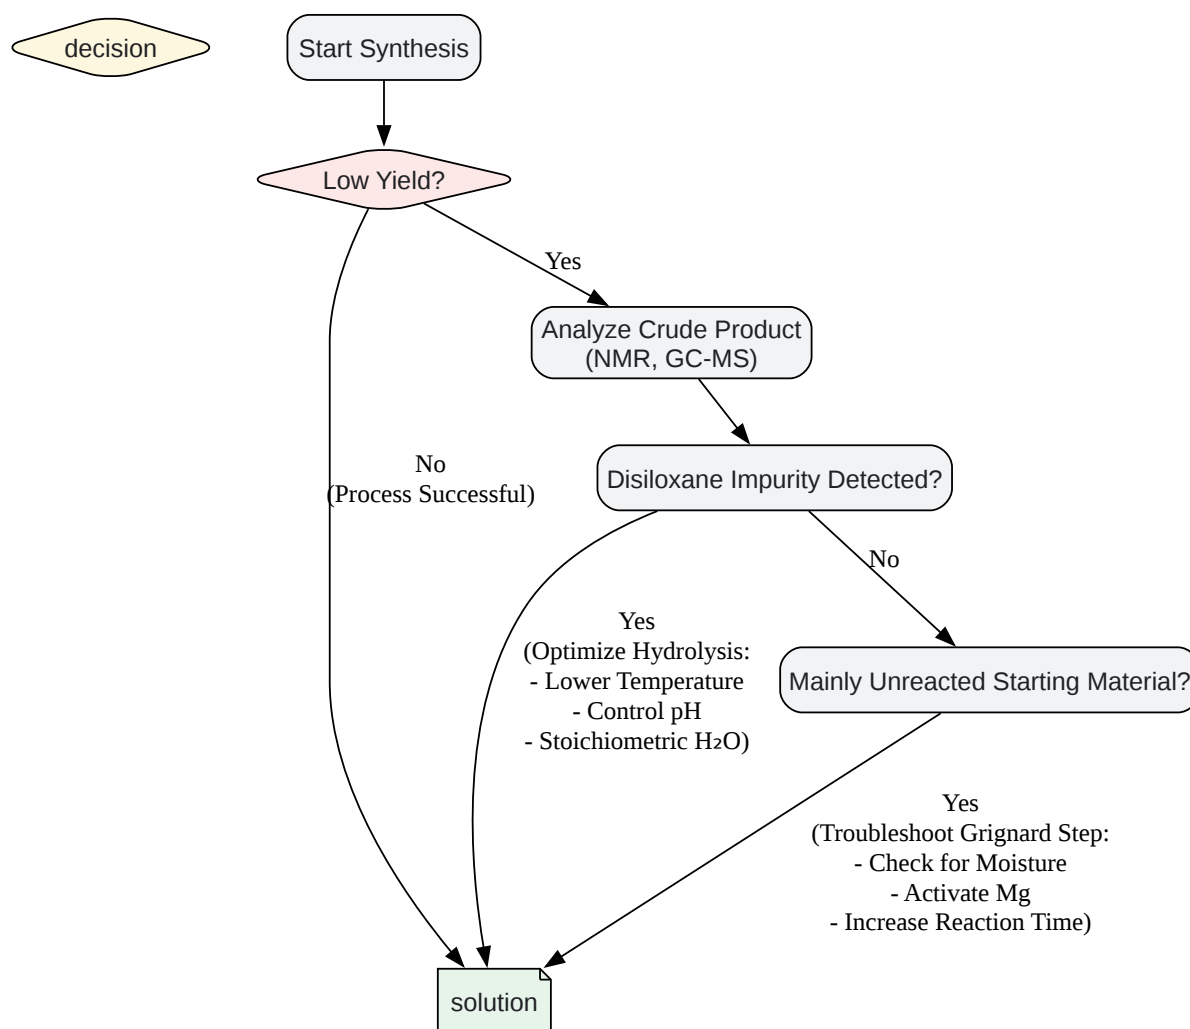 decision
Start Synthesis
Low Yield?
Yes
Analyze Crude Product
(NMR, GC-MS)
No
(Process Successful)
Disiloxane Impurity Detected?
No
Yes
(Optimize Hydrolysis:
- Lower Temperature
- Control pH
- Stoichiometric H₂O)
Mainly Unreacted Starting Material?
Yes
(Troubleshoot Grignard Step:
- Check for Moisture
- Activate Mg
- Increase Reaction Time)
solution